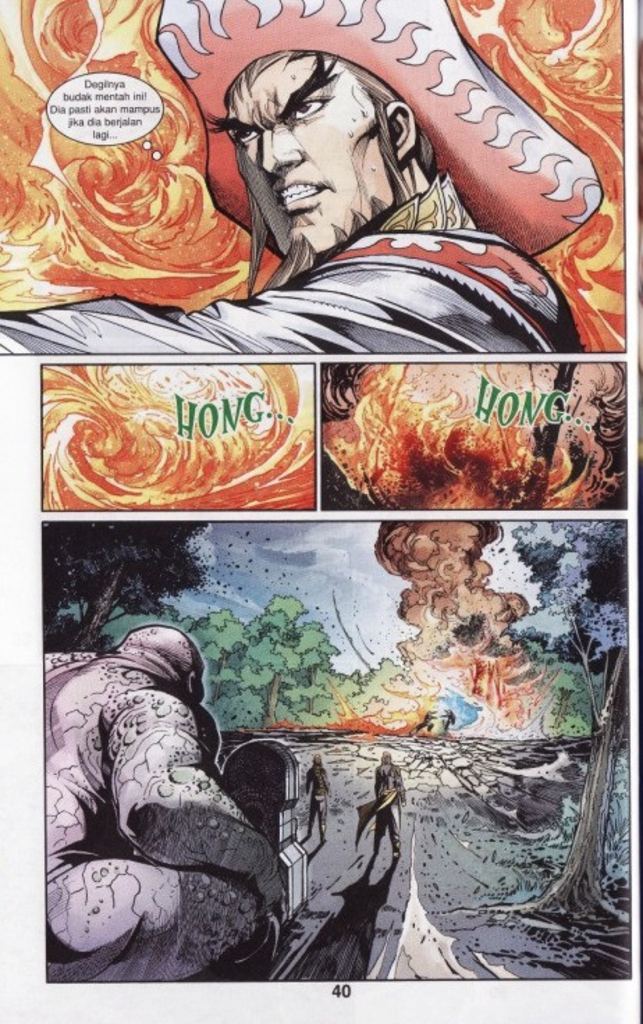 Degilnya
budak mentah ini!
Dia pasti akan mampus
jika dia berjalan
lagi...
HONG...
HONG...
40